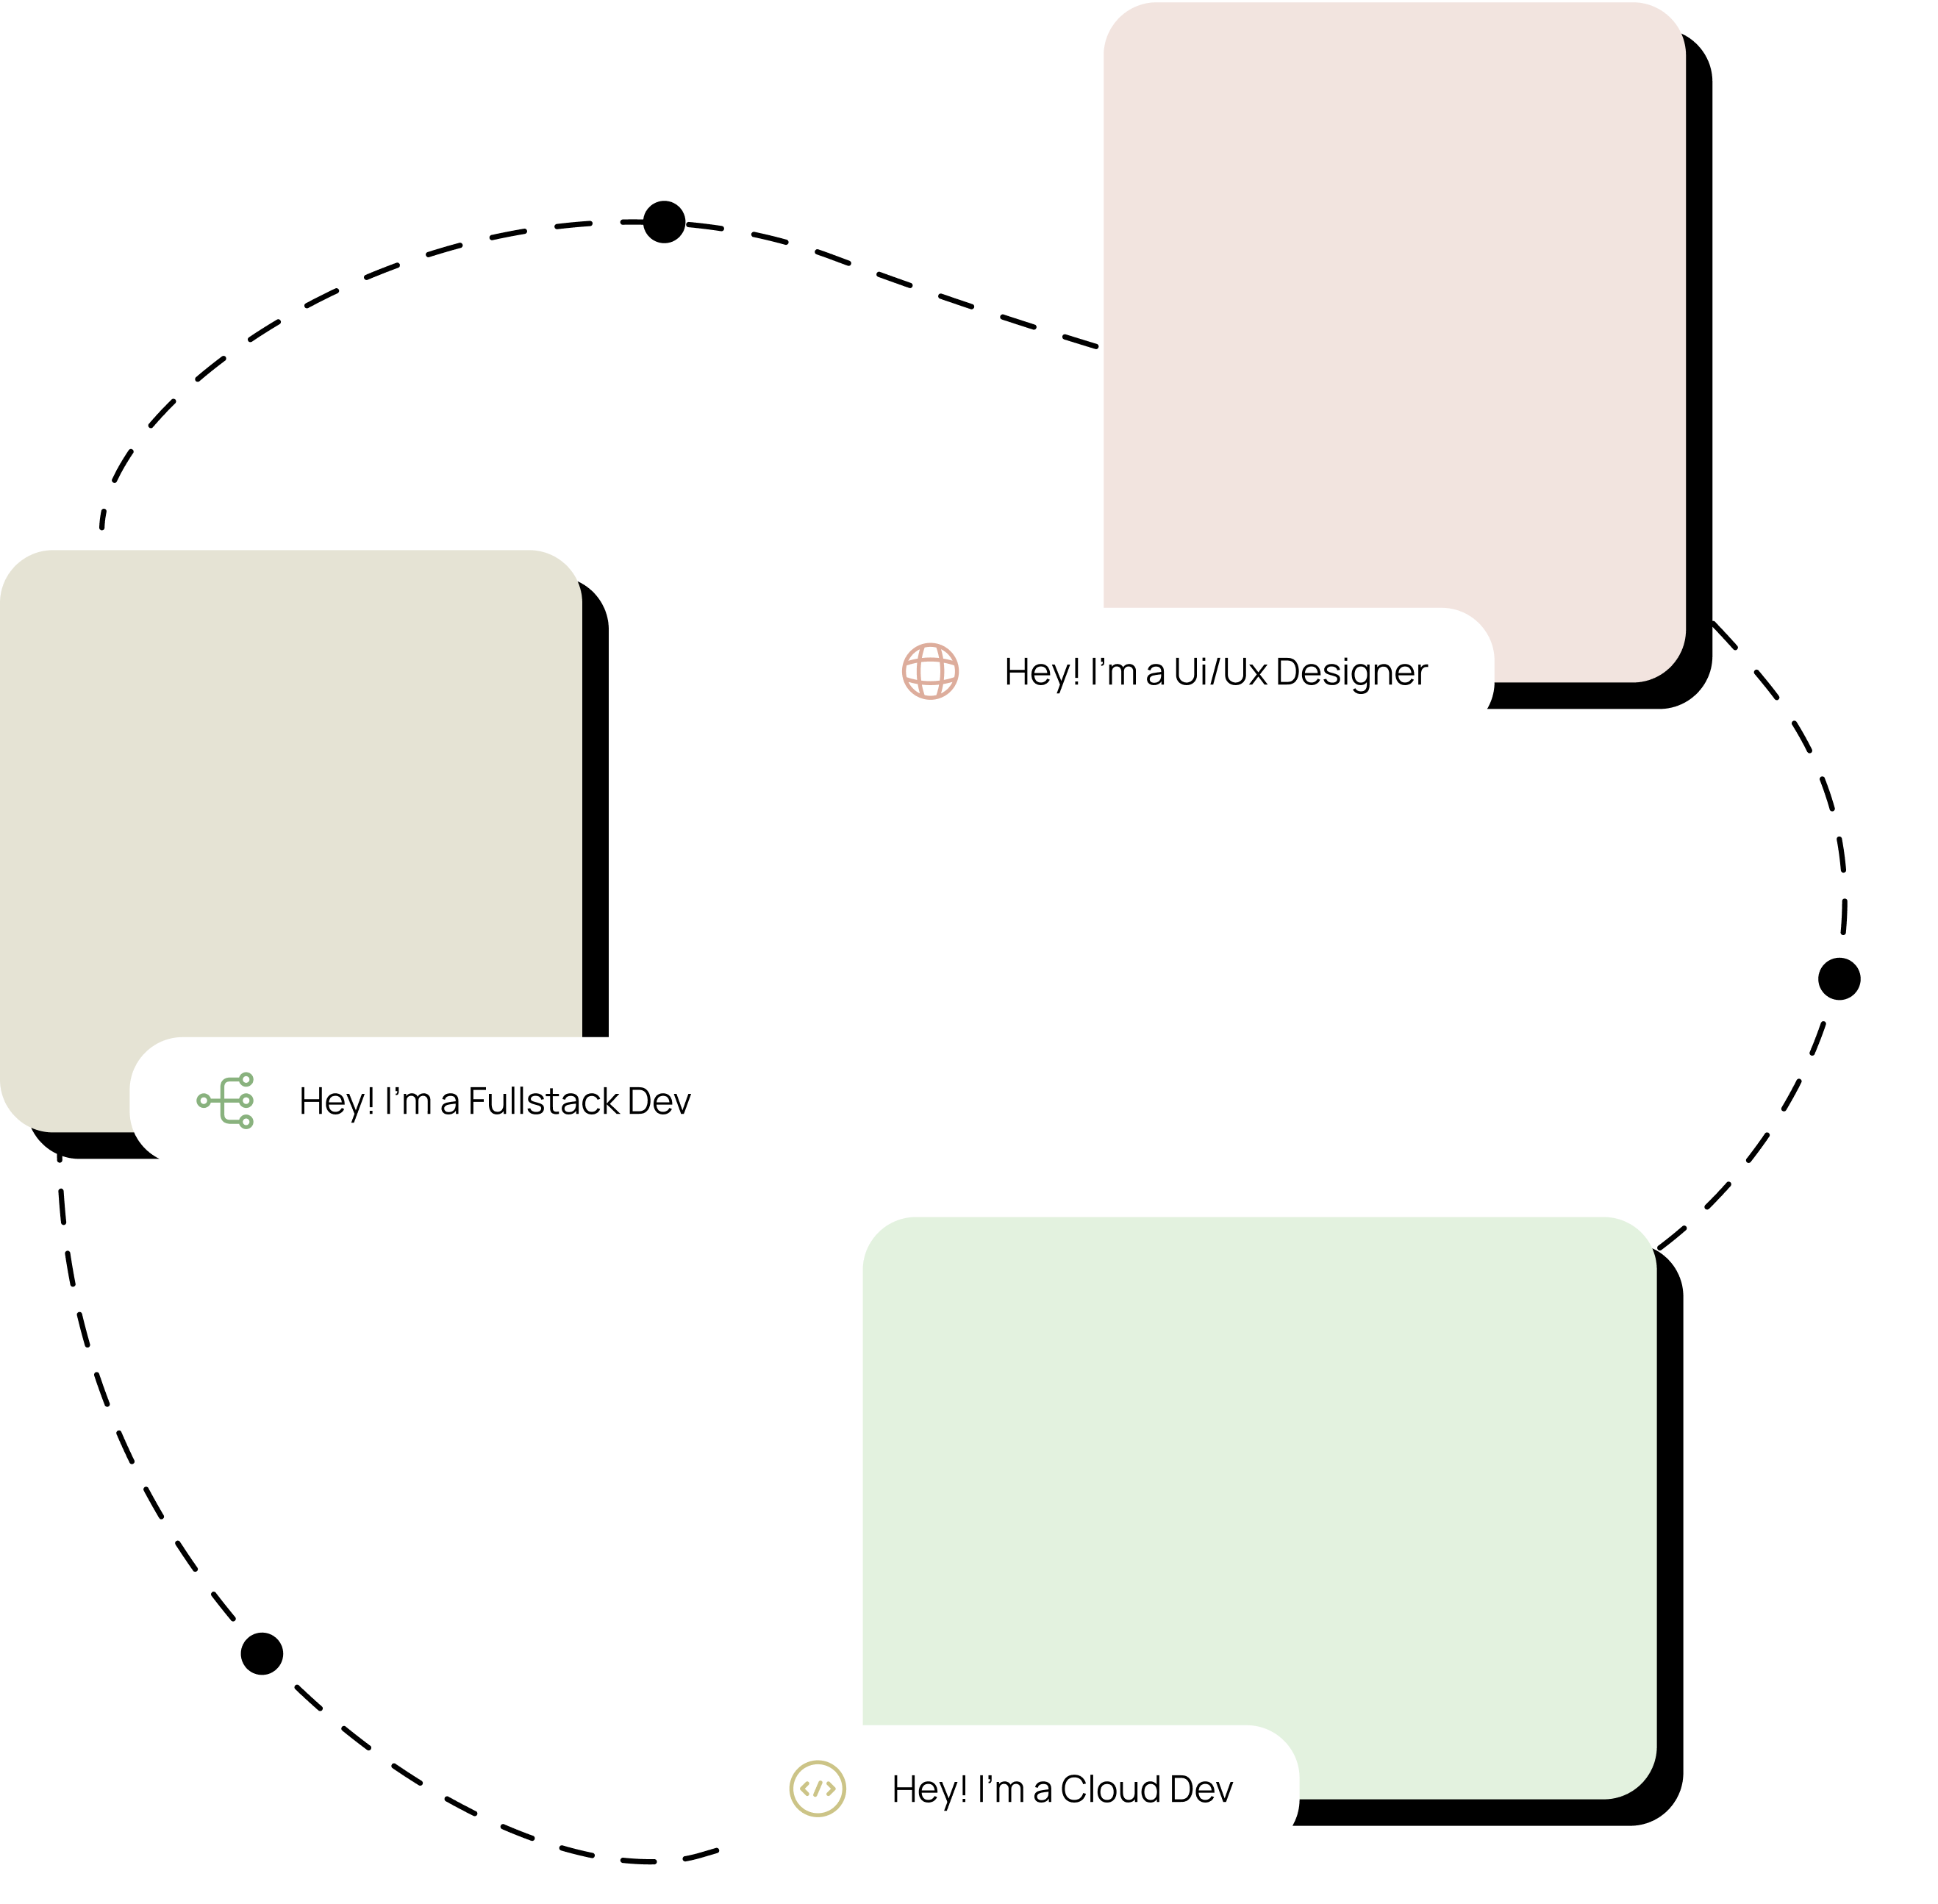 Hey! I’m a Ui/Ux Designer
Hey! I’m a Fullstack Dev
Hey! I’m a Cloud Dev